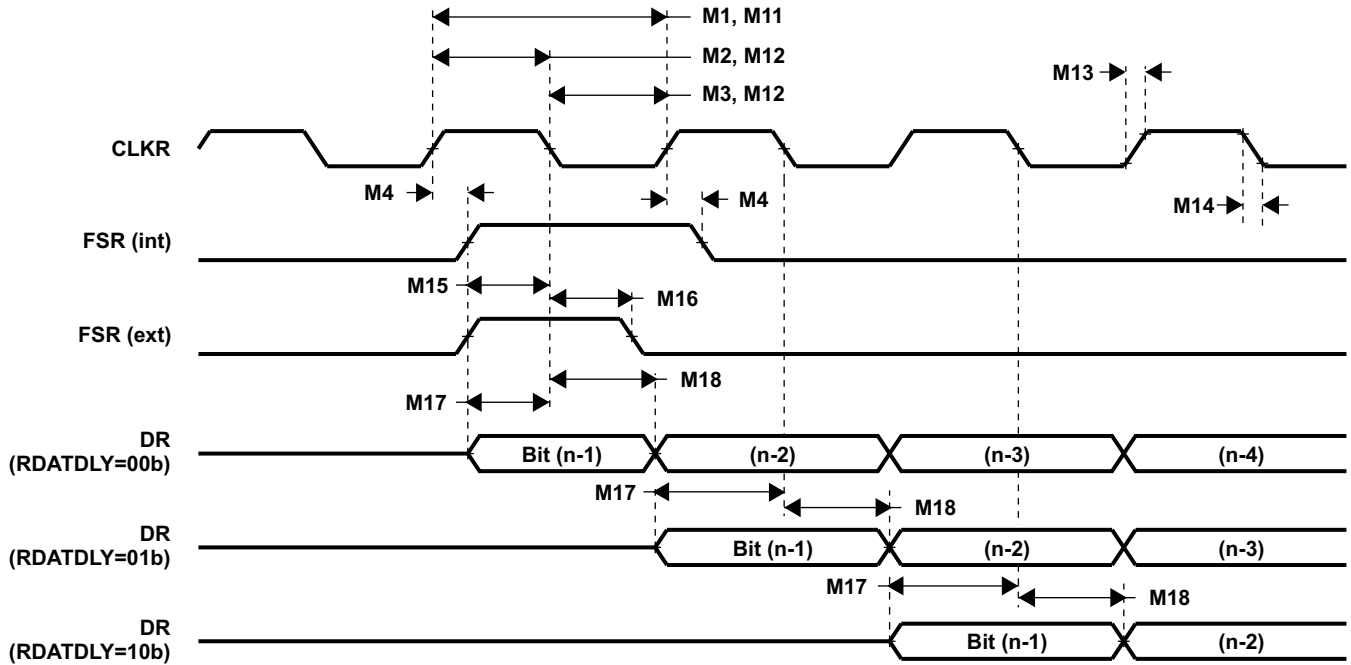 M1, M11
M2, M12
M13
M3, M12
CLKR
M4
M4
M14
FSR (int)
M15
M16
FSR (ext)
M18
M17
DR
(RDATDLY=00b)
Bit (n-1) (n-2) (n-3) (n-4)
M17
M18
DR
(RDATDLY=01b)
Bit (n-1) (n-2) (n-3)
M17
M18
DR
(RDATDLY=10b)
Bit (n-1) (n-2)